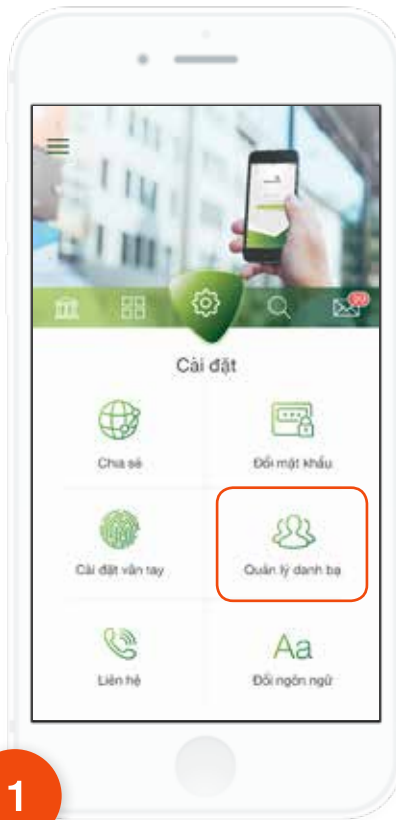 Cài đặt
Chia sẻ
Đổi mật khẩu
Cài đặt vân tay
Quản lý danh bạ
Liên hệ
Aa
Đổi ngôn ngữ
1